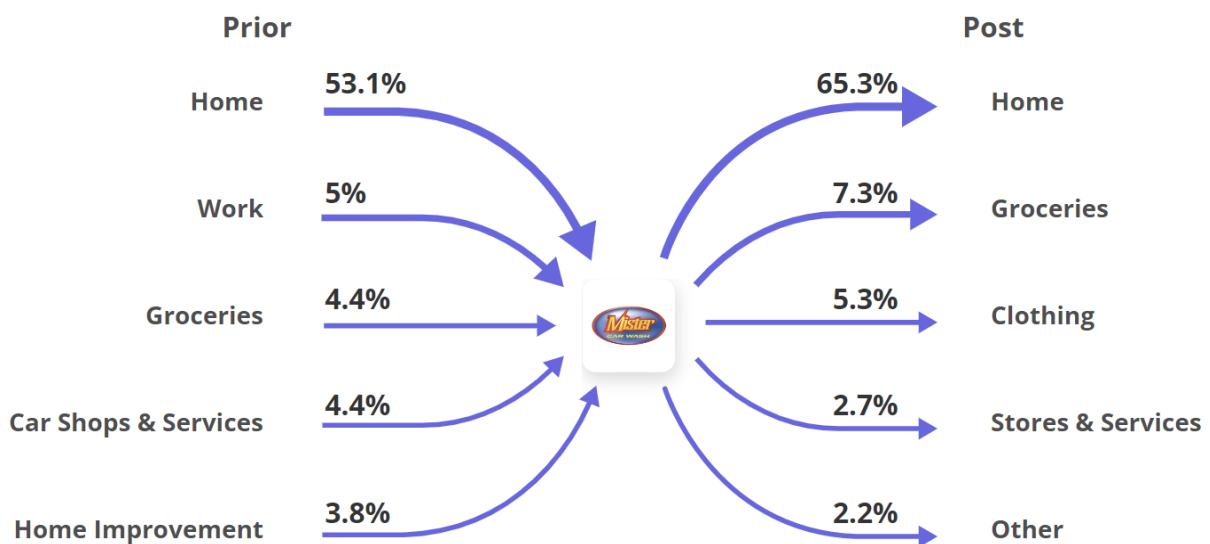 Prior
Post
Home
53.1%
65.3%
Home
Work
5%
7.3%
Groceries
Groceries
4.4%
5.3%
Clothing
Mister
CAR WASH
Car Shops & Services
4.4%
2.7%
Stores & Services
Home Improvement
3.8%
2.2%
Other